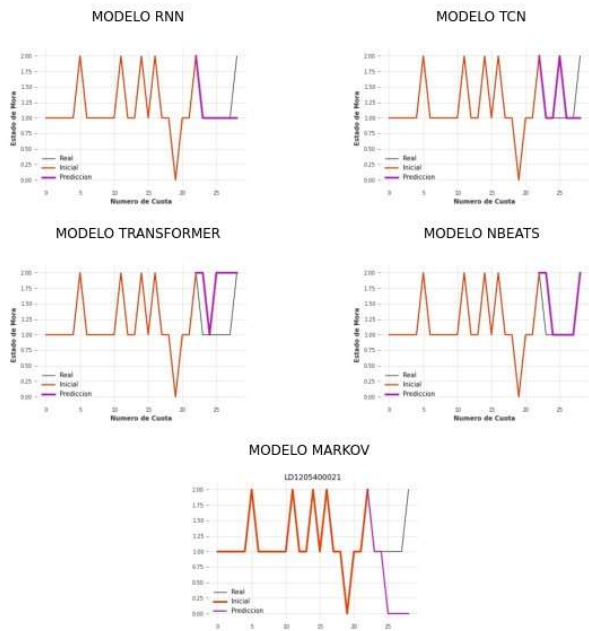 MODELO RNN
2.00
1.75
1.50
1.25
1.00
0.75
0.50
0.25
0.00
Estado de Mora
Real
Inicial
Prediccion
0 5 10 15 20 25
Numero de Cuota
MODELO TCN
2.00
1.75
1.50
1.25
1.00
0.75
0.50
0.25
0.00
Estado de Mora
Real
Inicial
Prediccion
0 5 10 15 20 25
Numero de Cuota
MODELO TRANSFORMER
2.00
1.75
1.50
1.25
1.00
0.75
0.50
0.25
0.00
Estado de Mora
Real
Inicial
Prediccion
0 5 10 15 20 25
Numero de Cuota
MODELO NBEATS
2.00
1.75
1.50
1.25
1.00
0.75
0.50
0.25
0.00
Estado de Mora
Real
Inicial
Prediccion
0 5 10 15 20 25
Numero de Cuota
MODELO MARKOV
LD1205400021
2.00
1.75
1.50
1.25
1.00
0.75
0.50
0.25
0.00
Real
Inicial
Prediccion
0 5 10 15 20 25